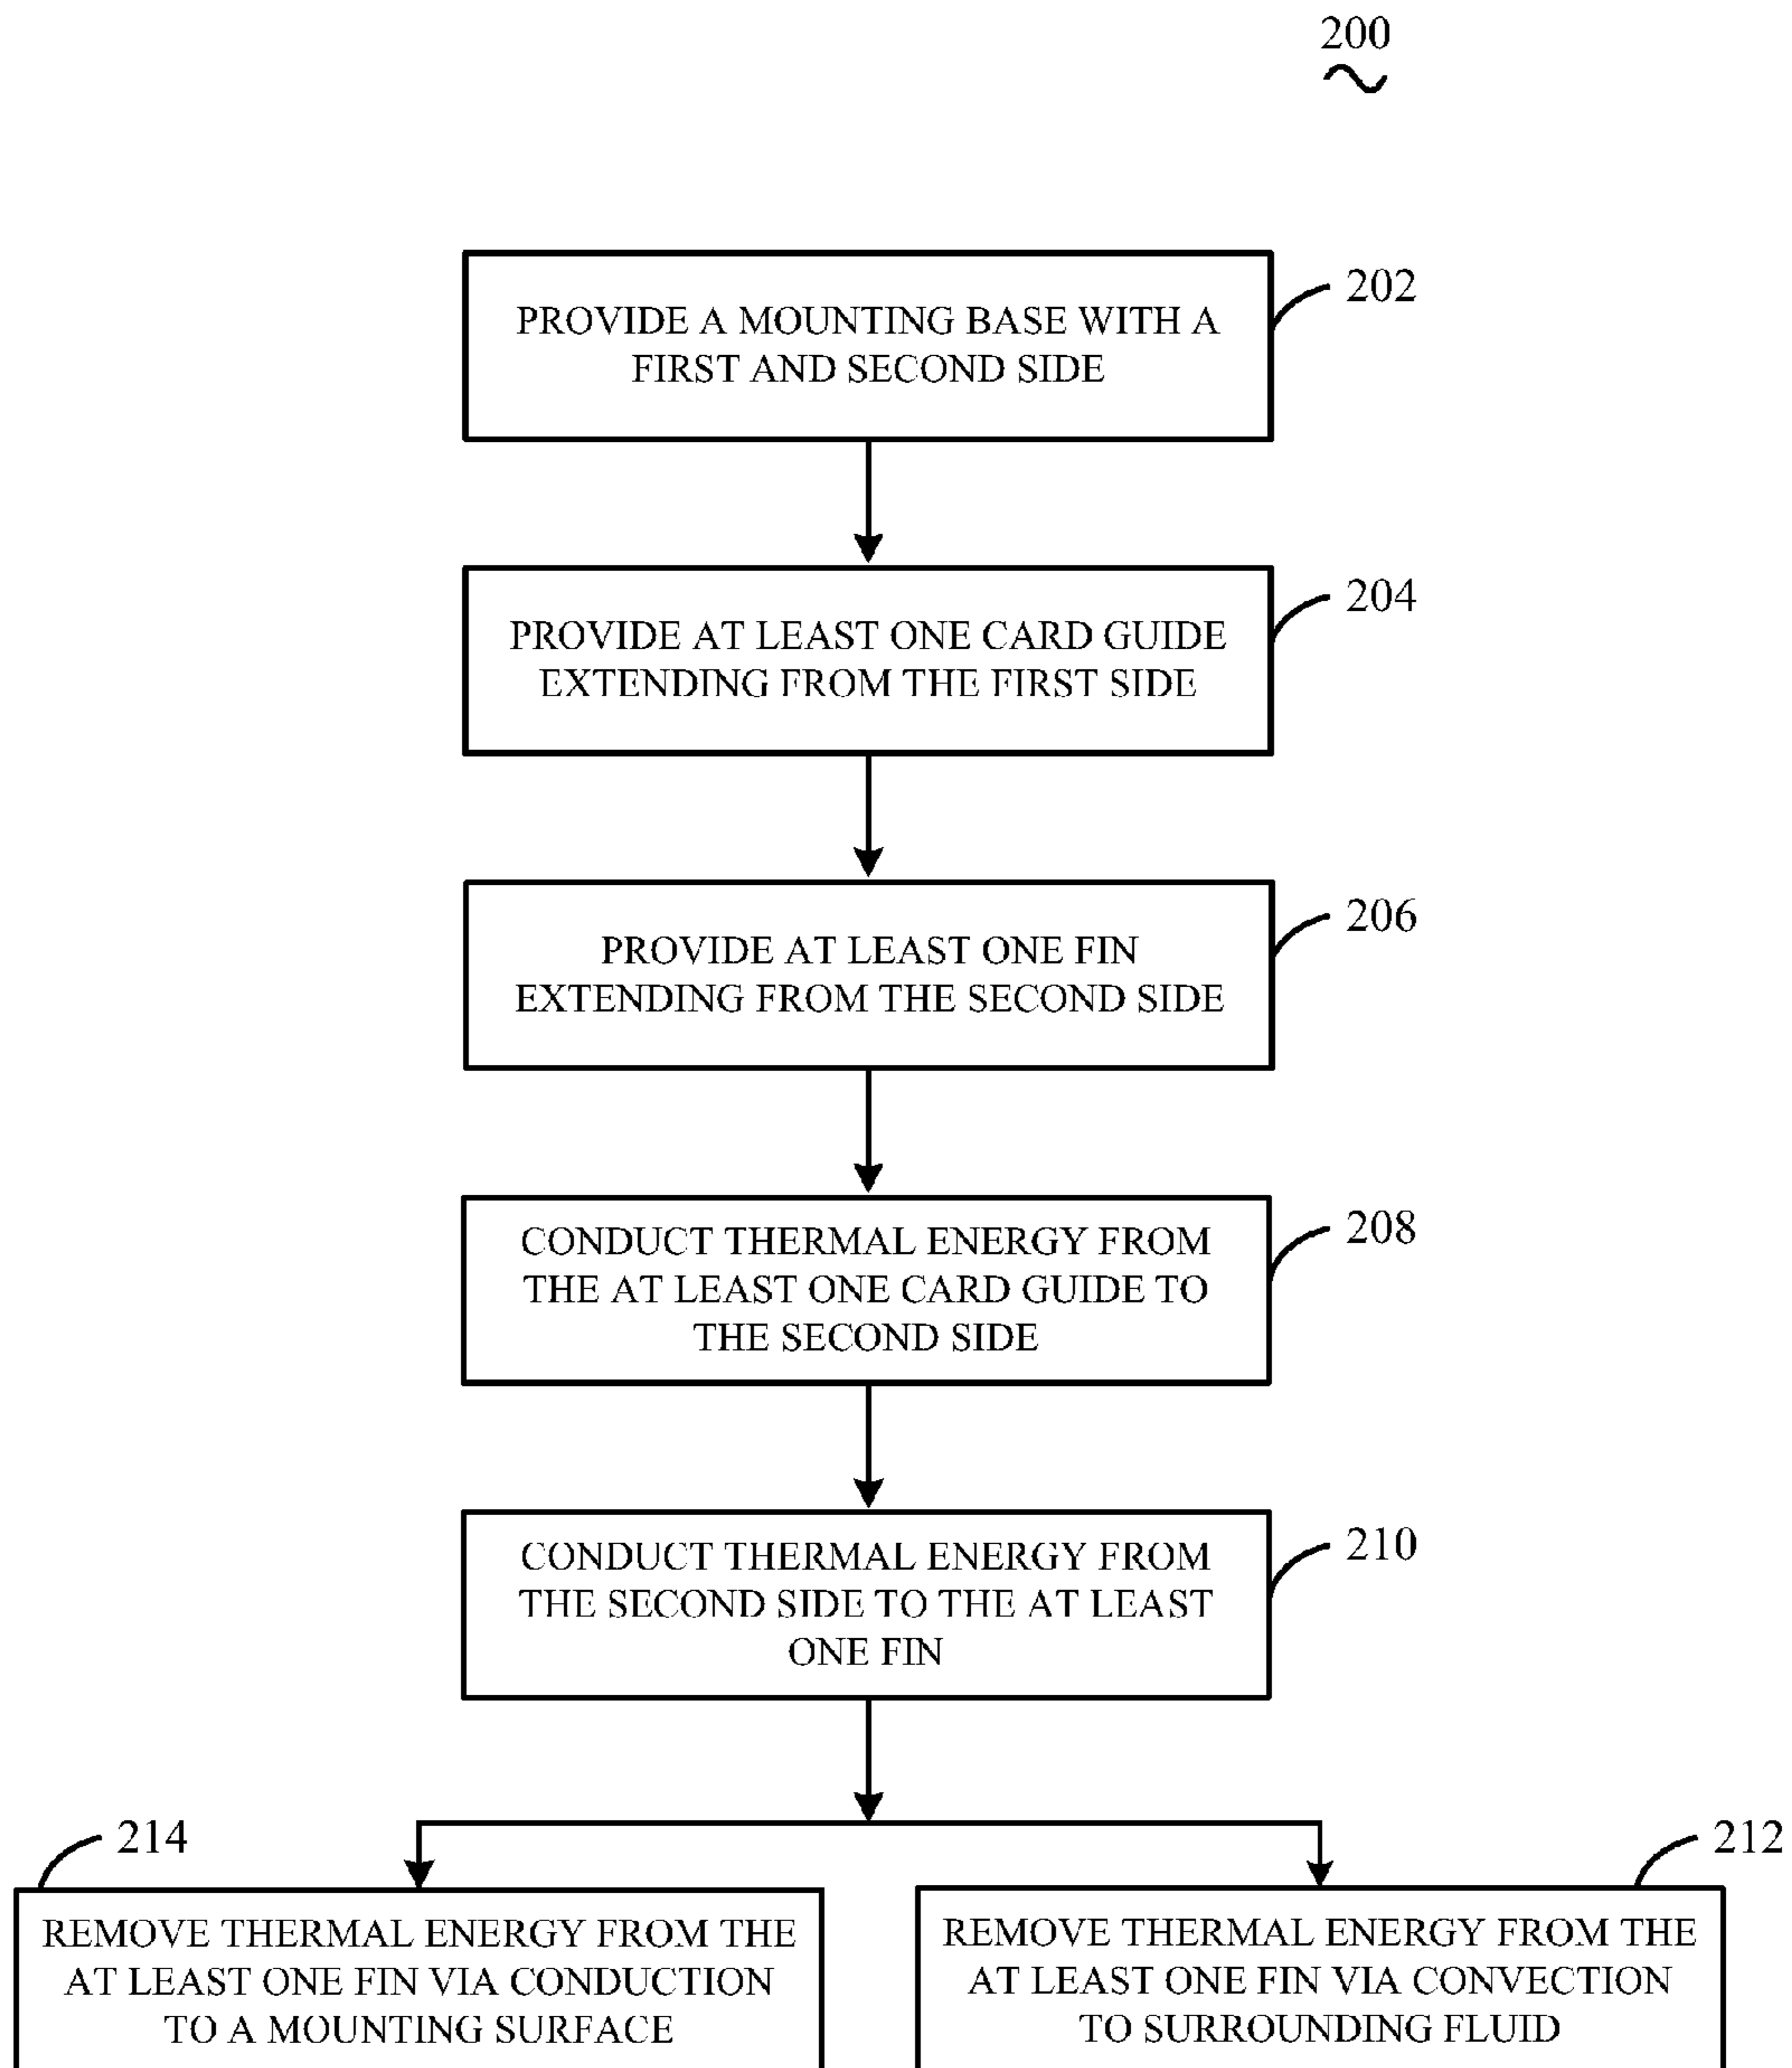 200
PROVIDE A MOUNTING BASE WITH A
FIRST AND SECOND SIDE
202
PROVIDE AT LEAST ONE CARD GUIDE
EXTENDING FROM THE FIRST SIDE
204
PROVIDE AT LEAST ONE FIN
EXTENDING FROM THE SECOND SIDE
206
CONDUCT THERMAL ENERGY FROM
THE AT LEAST ONE CARD GUIDE TO
THE SECOND SIDE
208
CONDUCT THERMAL ENERGY FROM
THE SECOND SIDE TO THE AT LEAST
ONE FIN
210
214
REMOVE THERMAL ENERGY FROM THE
AT LEAST ONE FIN VIA CONDUCTION
TO A MOUNTING SURFACE
212
REMOVE THERMAL ENERGY FROM THE
AT LEAST ONE FIN VIA CONVECTION
TO SURROUNDING FLUID